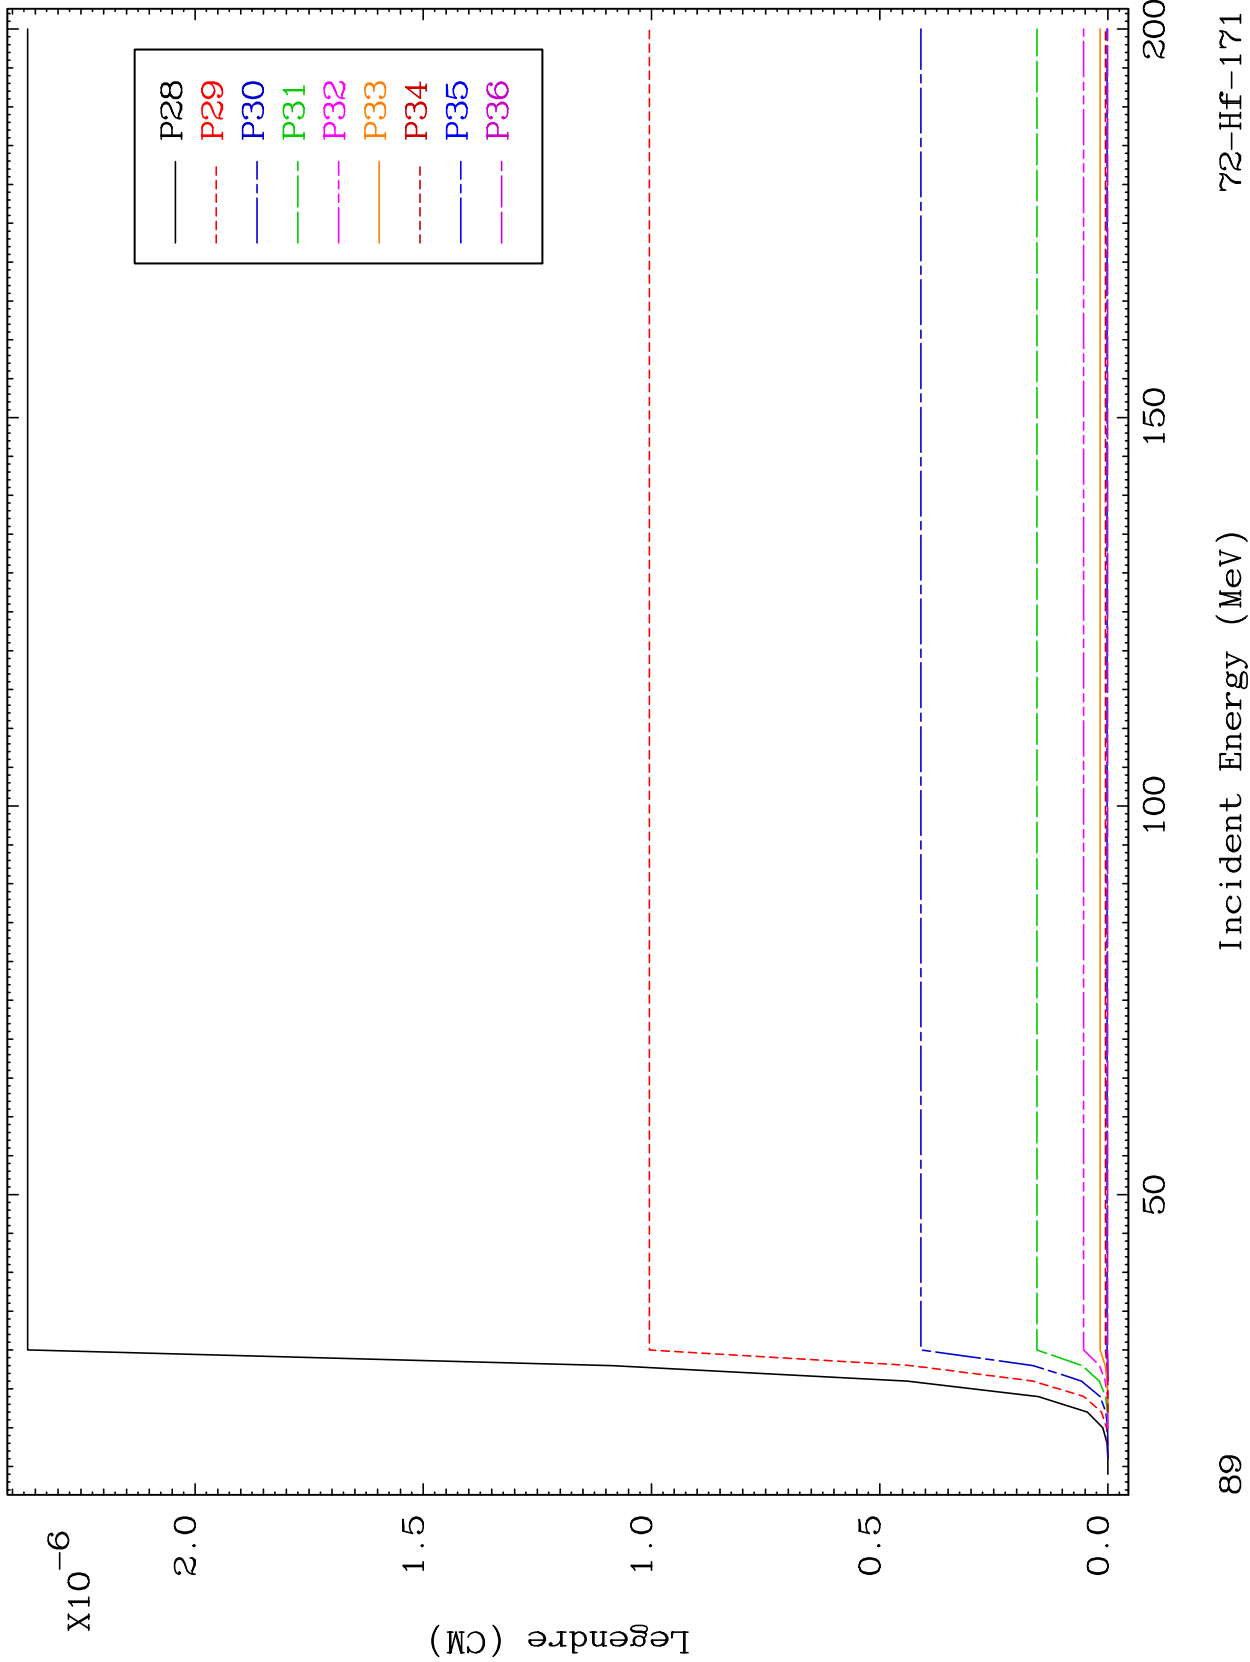 X10-6
2.0
1.5
1.0
0.5
0.0
Legendre (CM)
P28
P29
P30
P31
P32
P33
P34
P35
P36
50
100
150
200
Incident Energy (MeV)
89
72-Hf-171